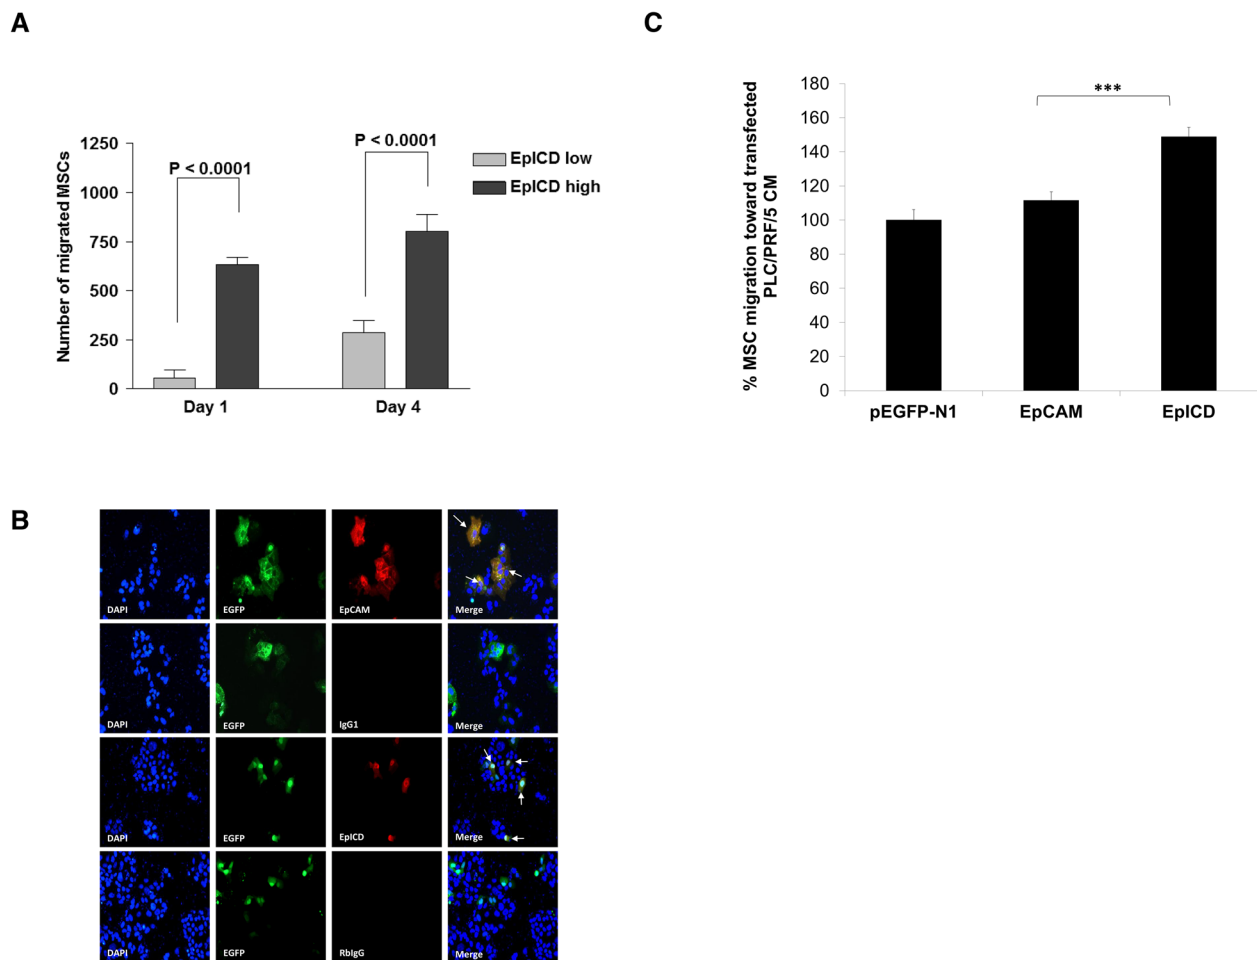 A
Number of migrated MSCs
1250
1000
750
500
250
0
P < 0.0001
P < 0.0001
EpICD low
EpICD high
Day 1
Day 4
C
% MSC migration toward transfected
PLC/PRF/5 CM
180
160
140
120
100
80
60
40
20
0
***
pEGFP-N1
EpCAM
EpICD
B
DAPI
EGFP
EpCAM
Merge
DAPI
EGFP
IgG1
Merge
DAPI
EGFP
EpICD
Merge
DAPI
EGFP
RbIgG
Merge